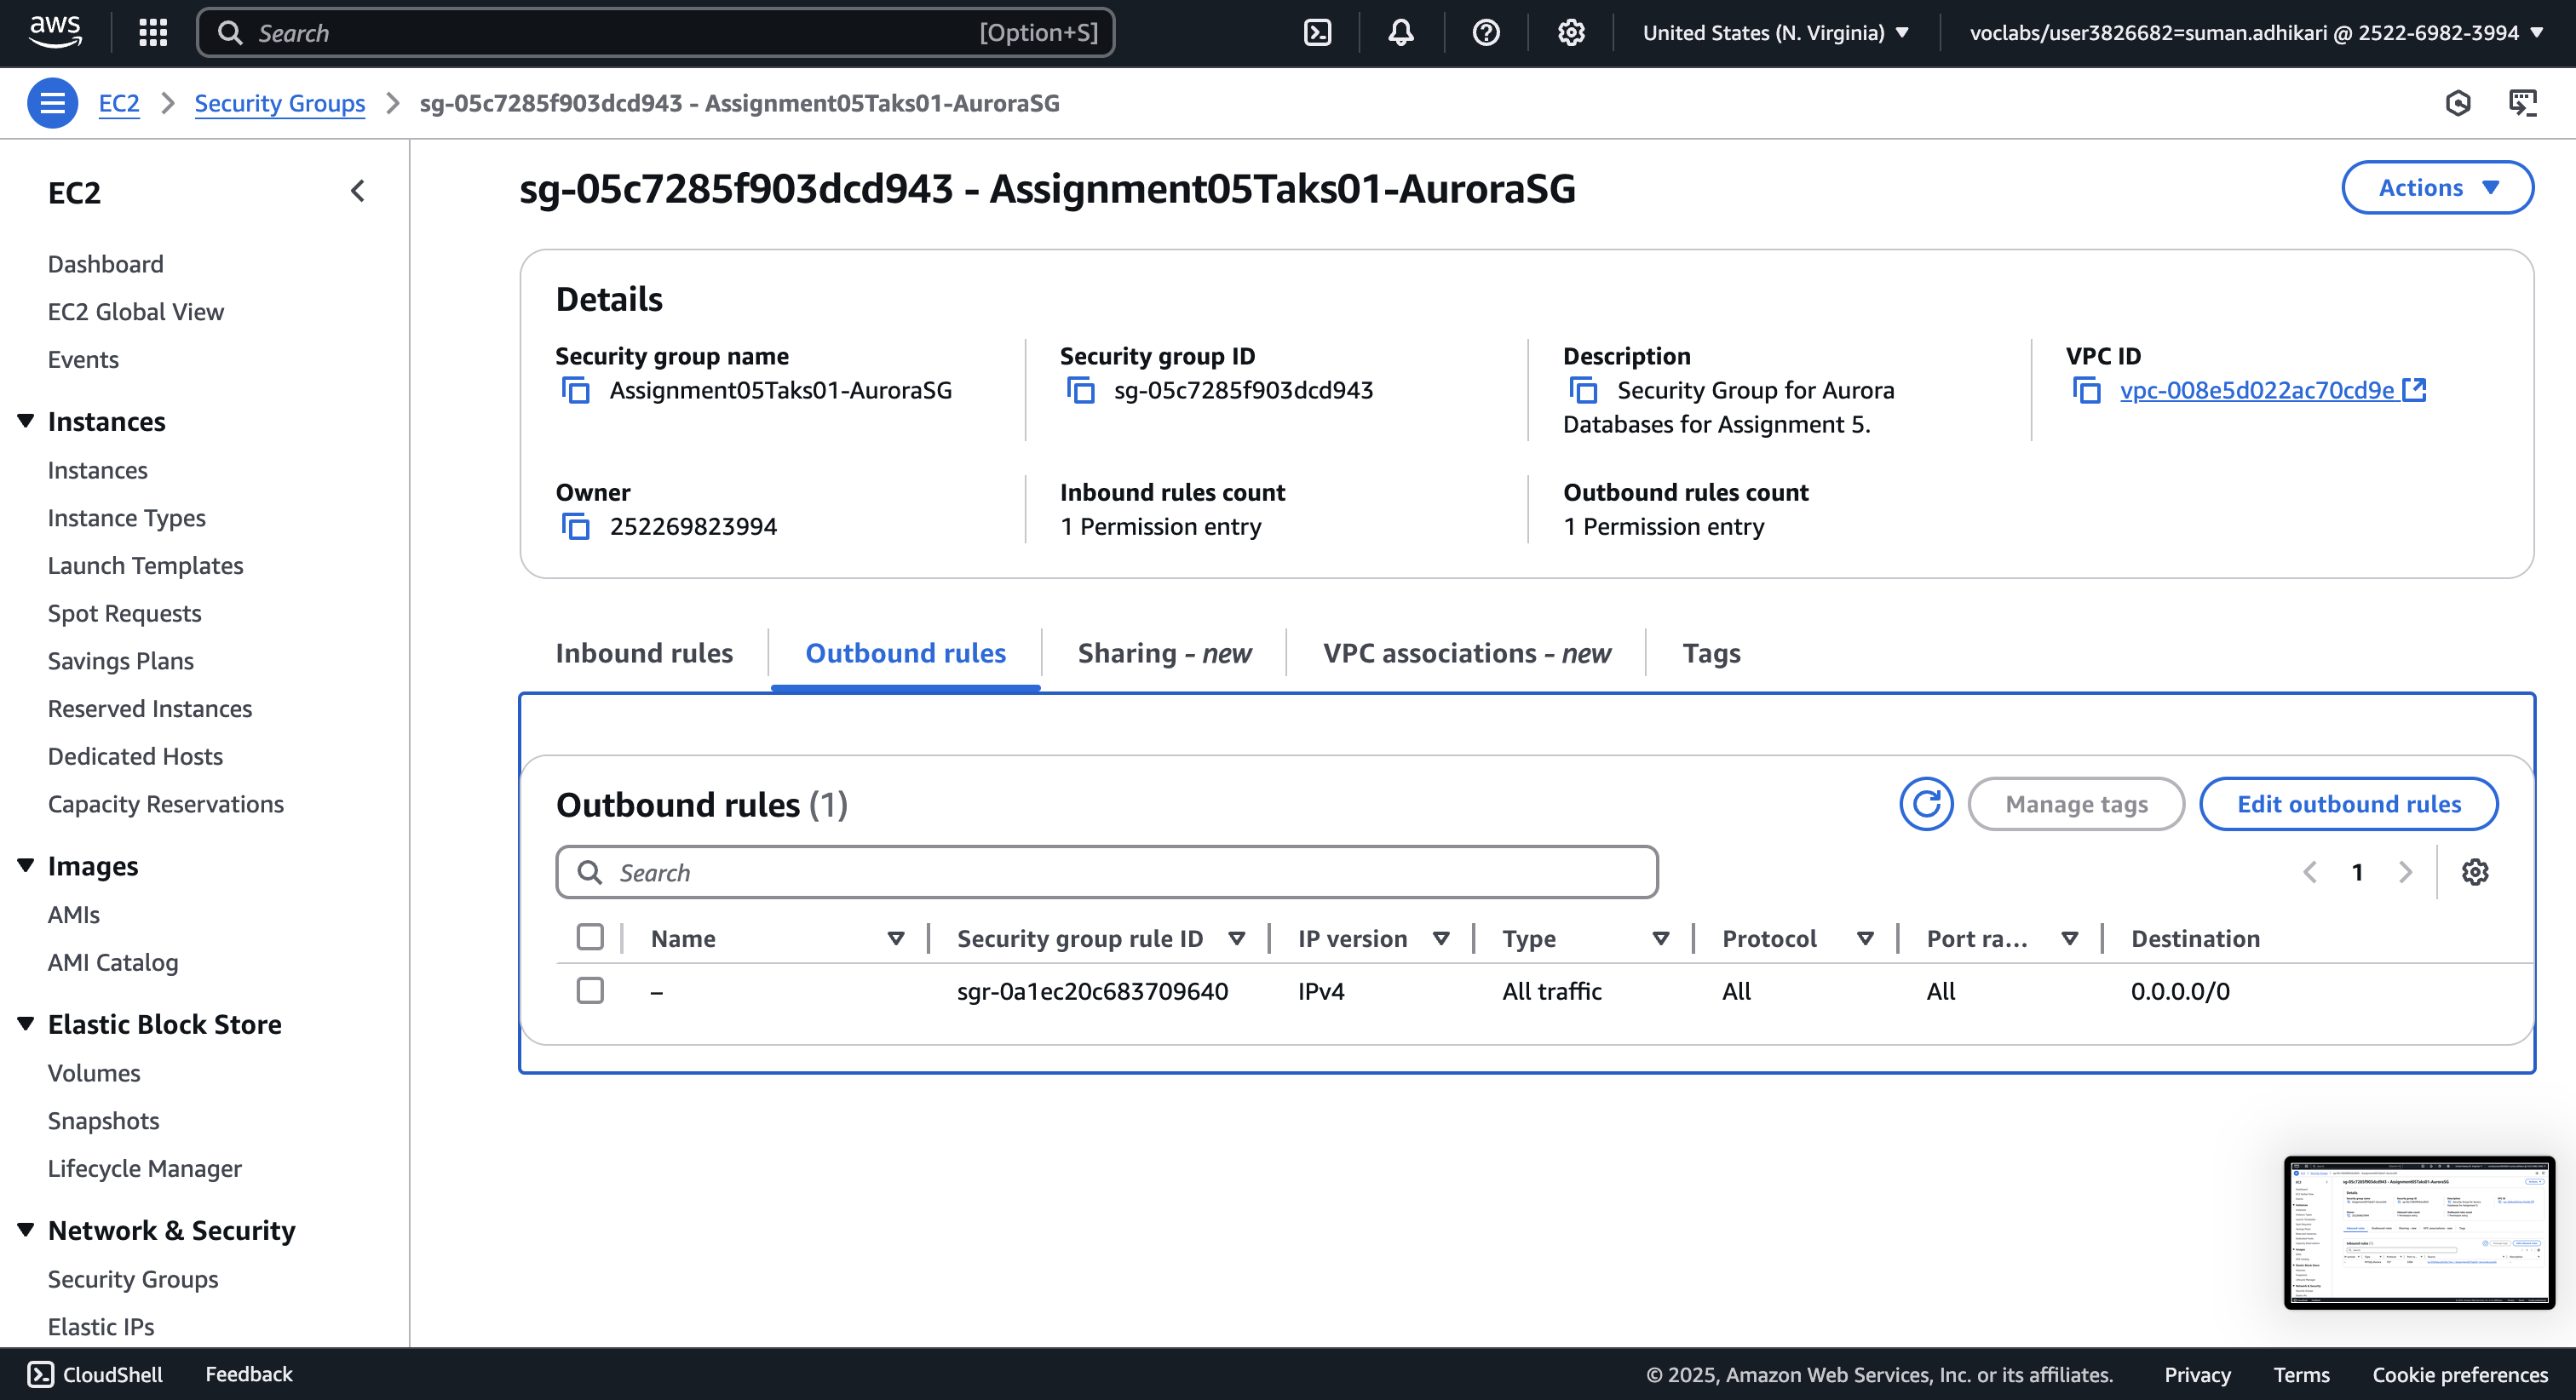 aws
Search [Option+S]
United States (N. Virginia)
voclabs/user3826682=suman.adhikari @ 2522-6982-3994
EC2 Security Groups sg-05c7285f903dcd943 - Assignment05Taks01-AuroraSG
EC2
Dashboard
EC2 Global View
Events
Instances
Instances
Instance Types
Launch Templates
Spot Requests
Savings Plans
Reserved Instances
Dedicated Hosts
Capacity Reservations
Images
AMIs
AMI Catalog
Elastic Block Store
Volumes
Snapshots
Lifecycle Manager
Network & Security
Security Groups
Elastic IPs
sg-05c7285f903dcd943 - Assignment05Taks01-AuroraSG
Actions
Details
Security group name
Assignment05Taks01-AuroraSG
Security group ID
sg-05c7285f903dcd943
Description
Security Group for Aurora
Databases for Assignment 5.
VPC ID
vpc-008e5d022ac70cd9e
Owner
252269823994
Inbound rules count
1 Permission entry
Outbound rules count
1 Permission entry
Inbound rules Outbound rules Sharing - new VPC associations - new Tags
Outbound rules (1)
Manage tags
Edit outbound rules
Search
1
Name Security group rule ID IP version Type Protocol Port ra... Destination
– sgr-0a1ec20c683709640 IPv4 All traffic All All 0.0.0.0/0
CloudShell Feedback
© 2025, Amazon Web Services, Inc. or its affiliates. Privacy Terms Cookie preferences